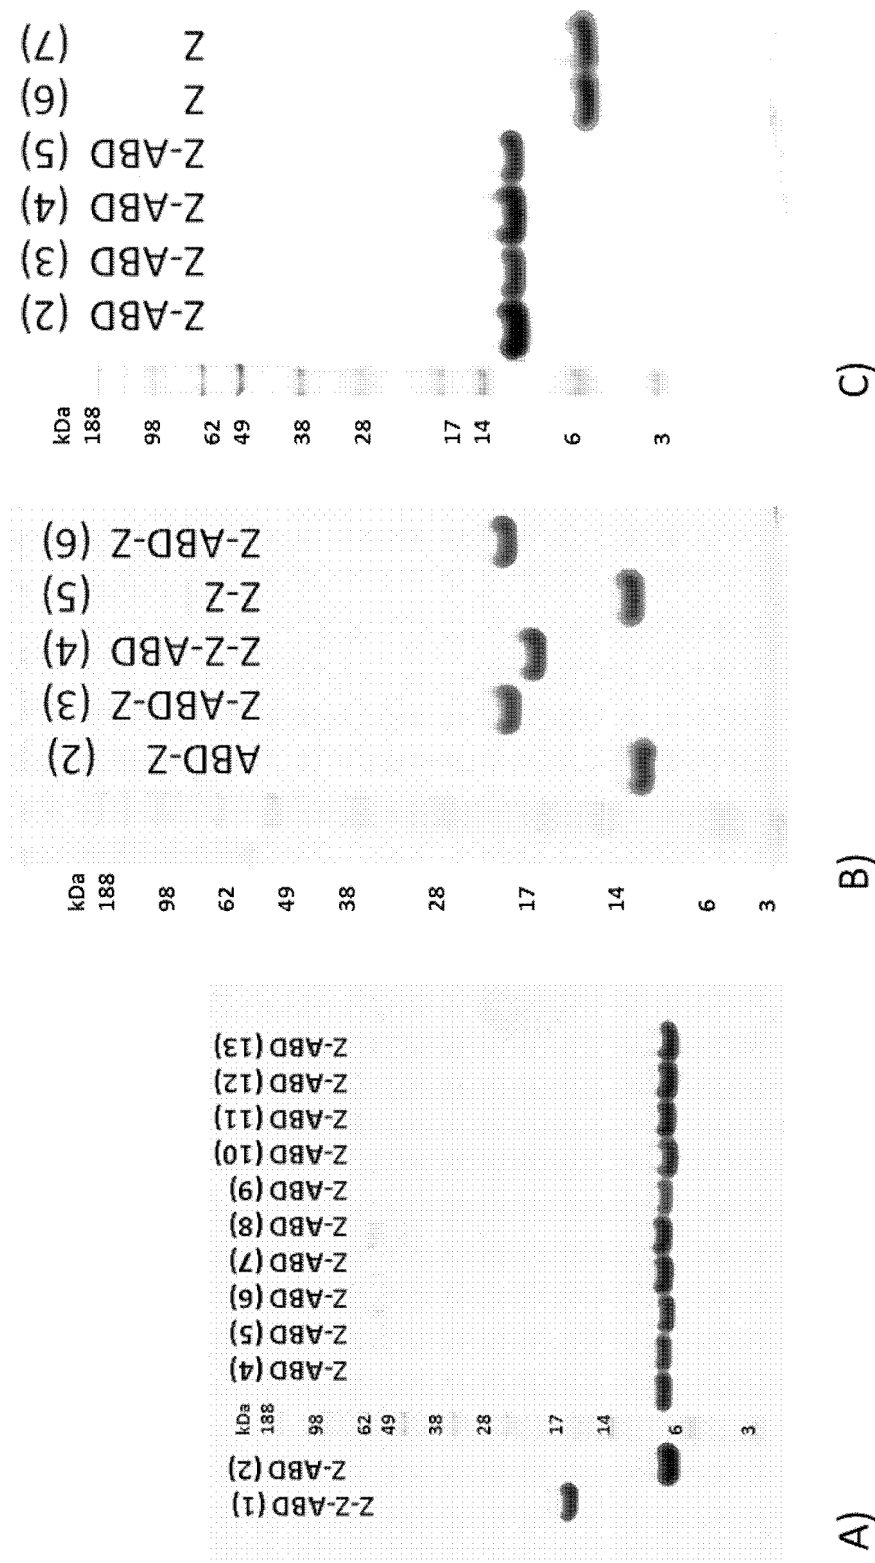 A)
Z-Z-ABD (1)
Z-ABD (2)
kDa
188
98
62
49
38
28
17
14
6
3
Z-ABD (4)
Z-ABD (5)
Z-ABD (6)
Z-ABD (7)
Z-ABD (8)
Z-ABD (9)
Z-ABD (10)
Z-ABD (11)
Z-ABD (12)
Z-ABD (13)
B)
kDa
188
98
62
49
38
28
17
14
6
3
ABD-Z (2)
Z-ABD-Z (3)
Z-Z-ABD (4)
Z-Z (5)
Z-ABD-Z (6)
C)
kDa
188
98
62
49
38
28
17
14
6
3
Z-ABD (2)
Z-ABD (3)
Z-ABD (4)
Z-ABD (5)
Z (6)
Z (7)